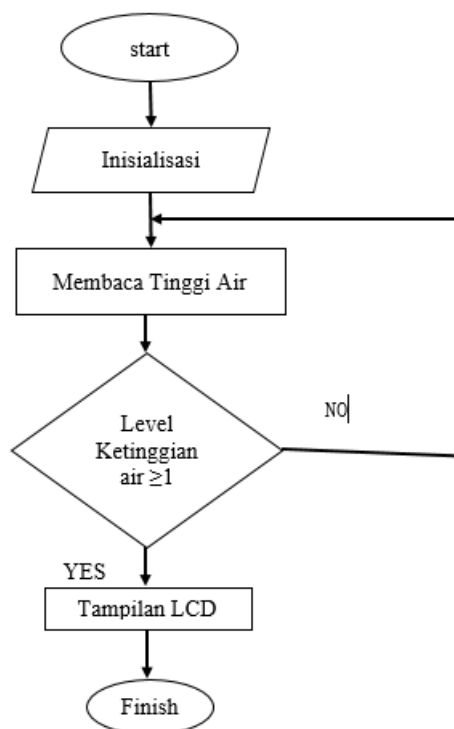 start
Inisialisasi
Membaca Tinggi Air
Level
Ketinggian
air ≥1
NO
YES
Tampilan LCD
Finish